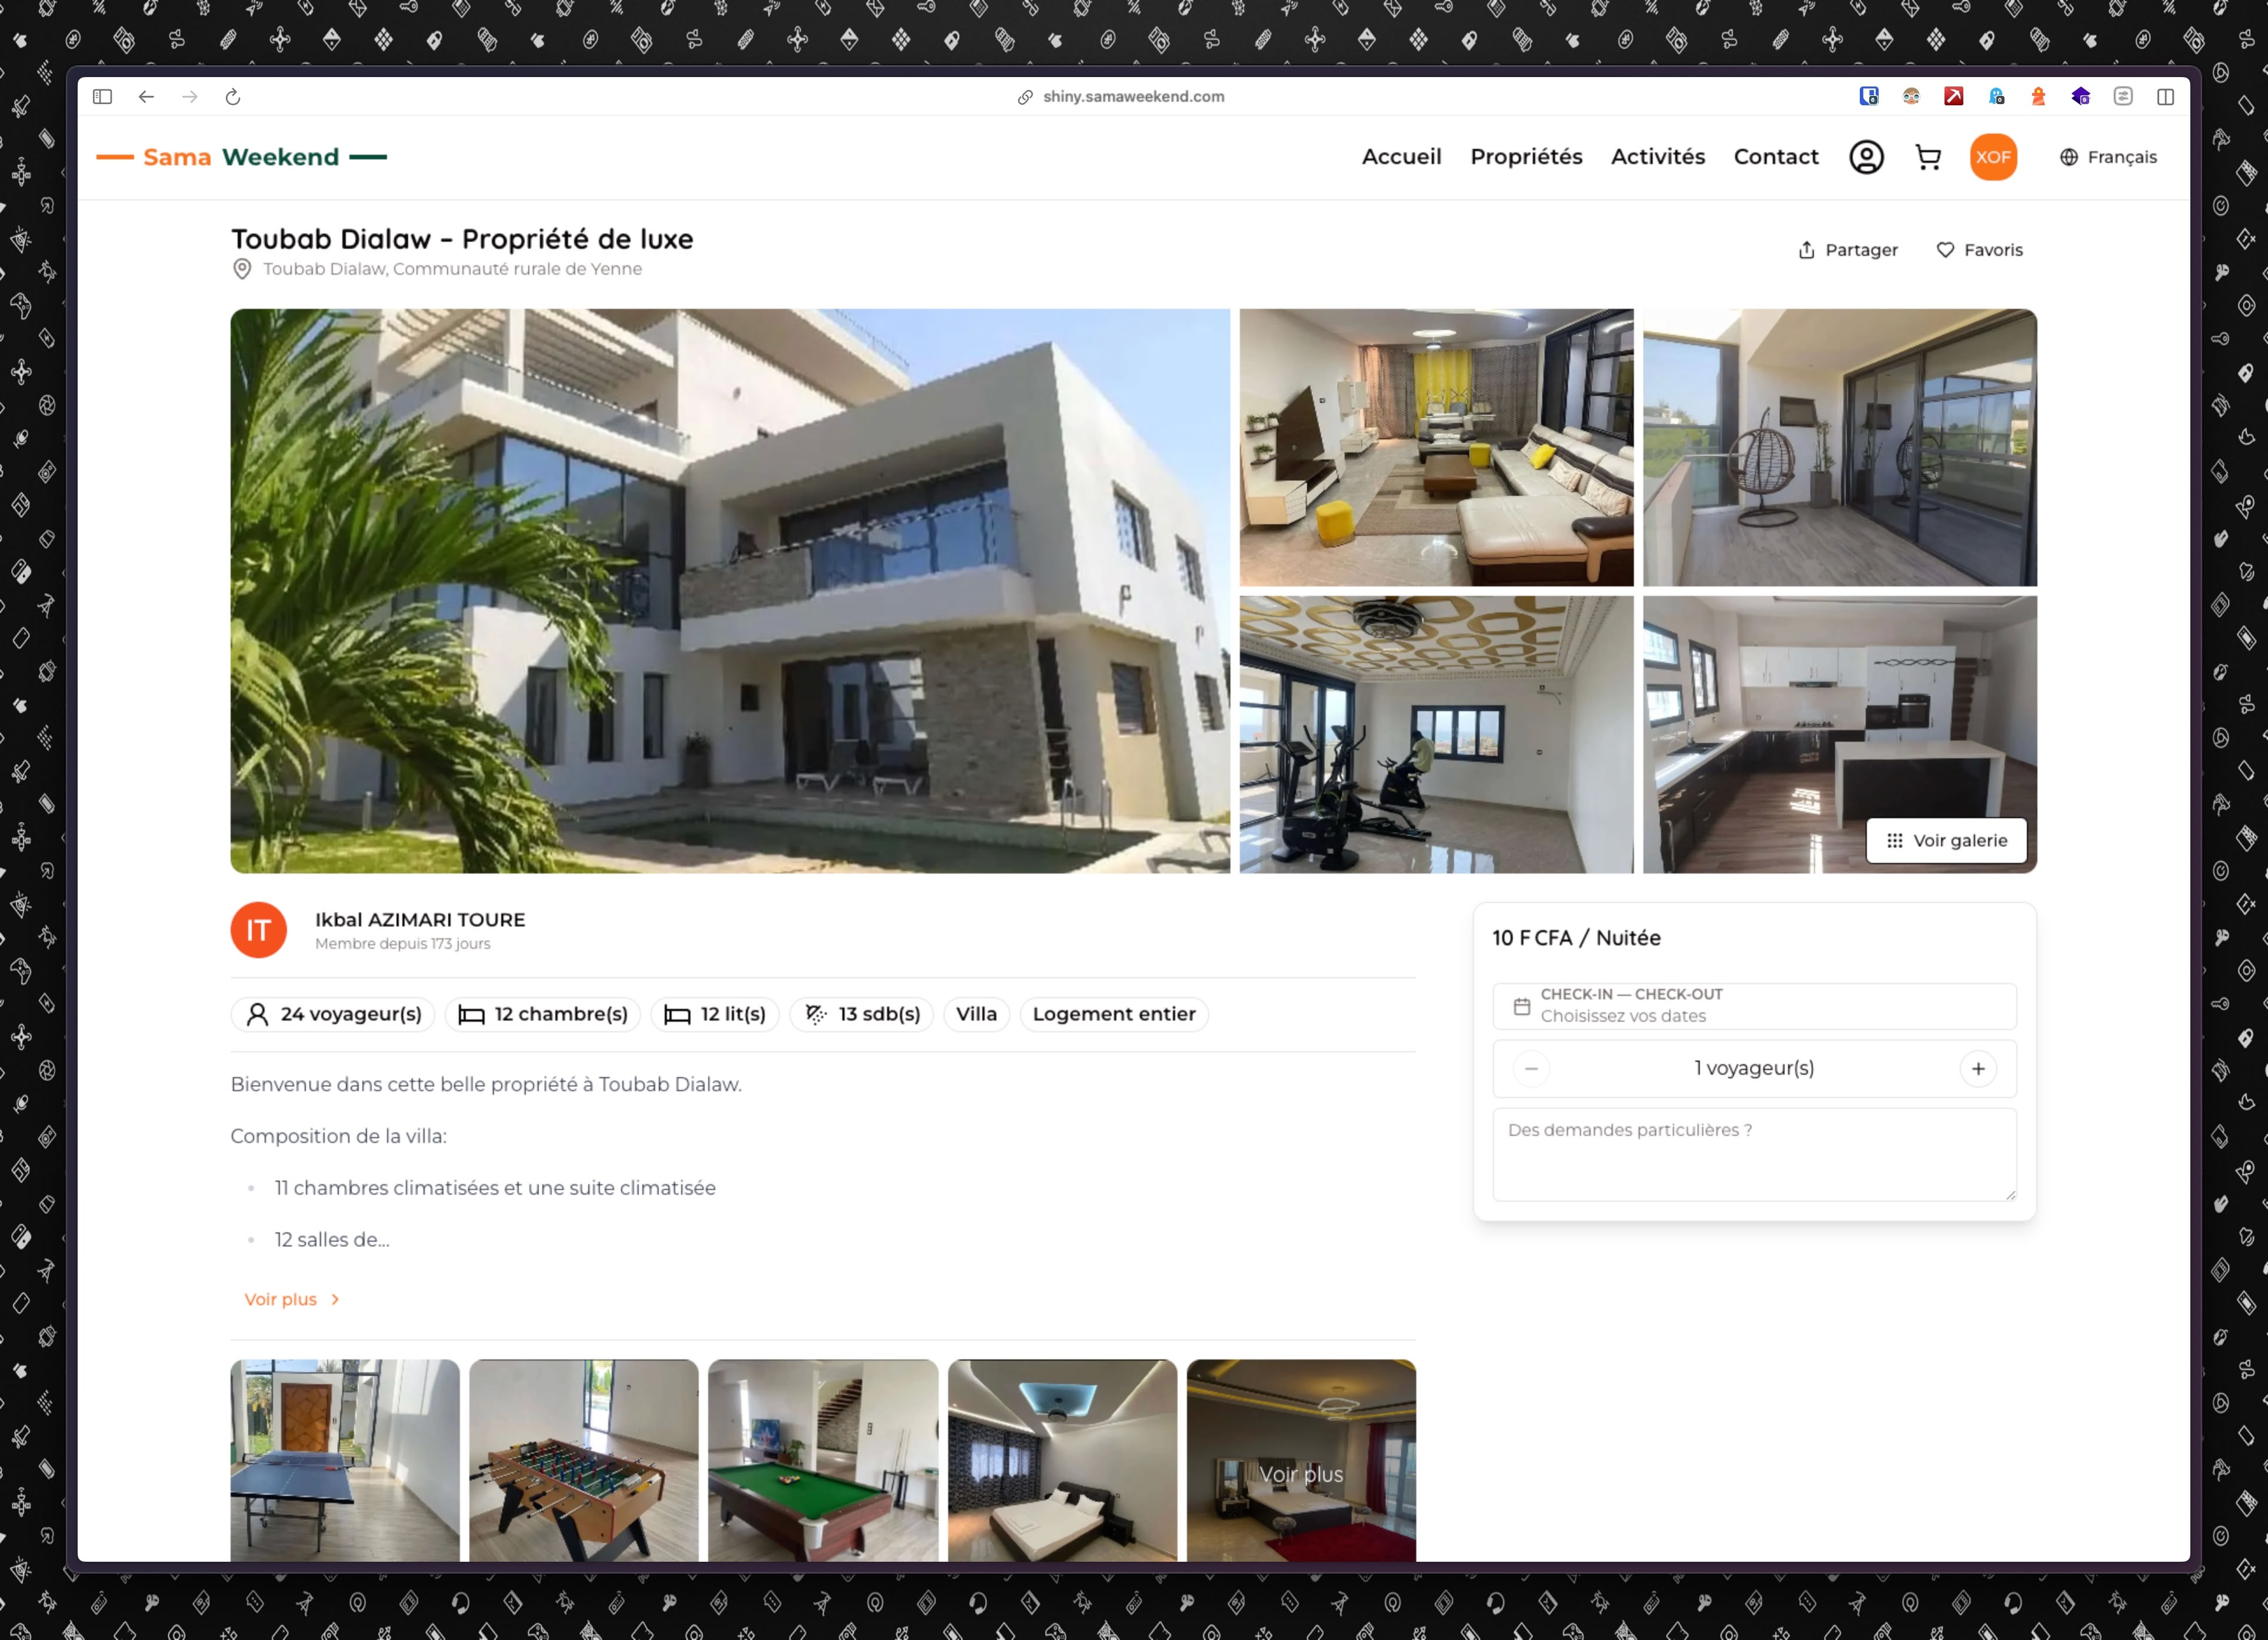 shiny.samaweekend.com
Sama Weekend
Accueil Propriétés Activités Contact XOF Français
Toubab Dialaw – Propriété de luxe
Toubab Dialaw, Communauté rurale de Yenne
Partager Favoris
Voir galerie
IT
Ikbal AZIMARI TOURE
Membre depuis 173 jours
24 voyageur(s) 12 chambre(s) 12 lit(s) 13 sdb(s) Villa Logement entier
Bienvenue dans cette belle propriété à Toubab Dialaw.
Composition de la villa:
11 chambres climatisées et une suite climatisée
12 salles de...
Voir plus
Voir plus
10 F CFA / Nuitée
CHECK-IN — CHECK-OUT
Choisissez vos dates
1 voyageur(s)
Des demandes particulières ?